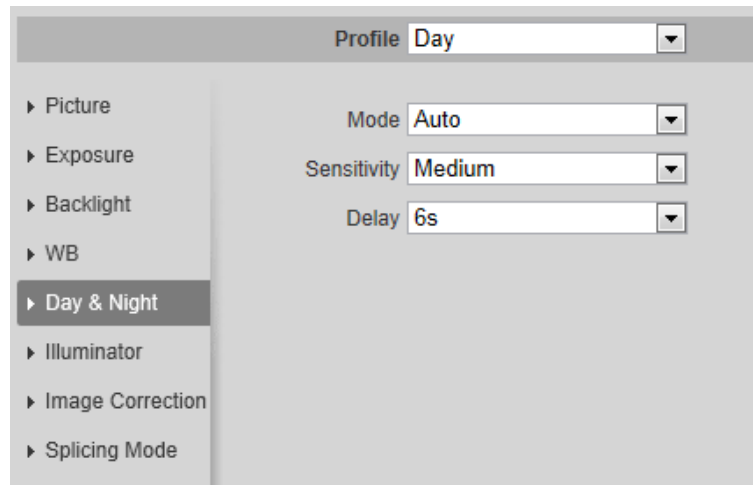 Profile Day
Picture
Exposure
Backlight
WB
Day & Night
Illuminator
Image Correction
Splicing Mode
Mode Auto
Sensitivity Medium
Delay 6s